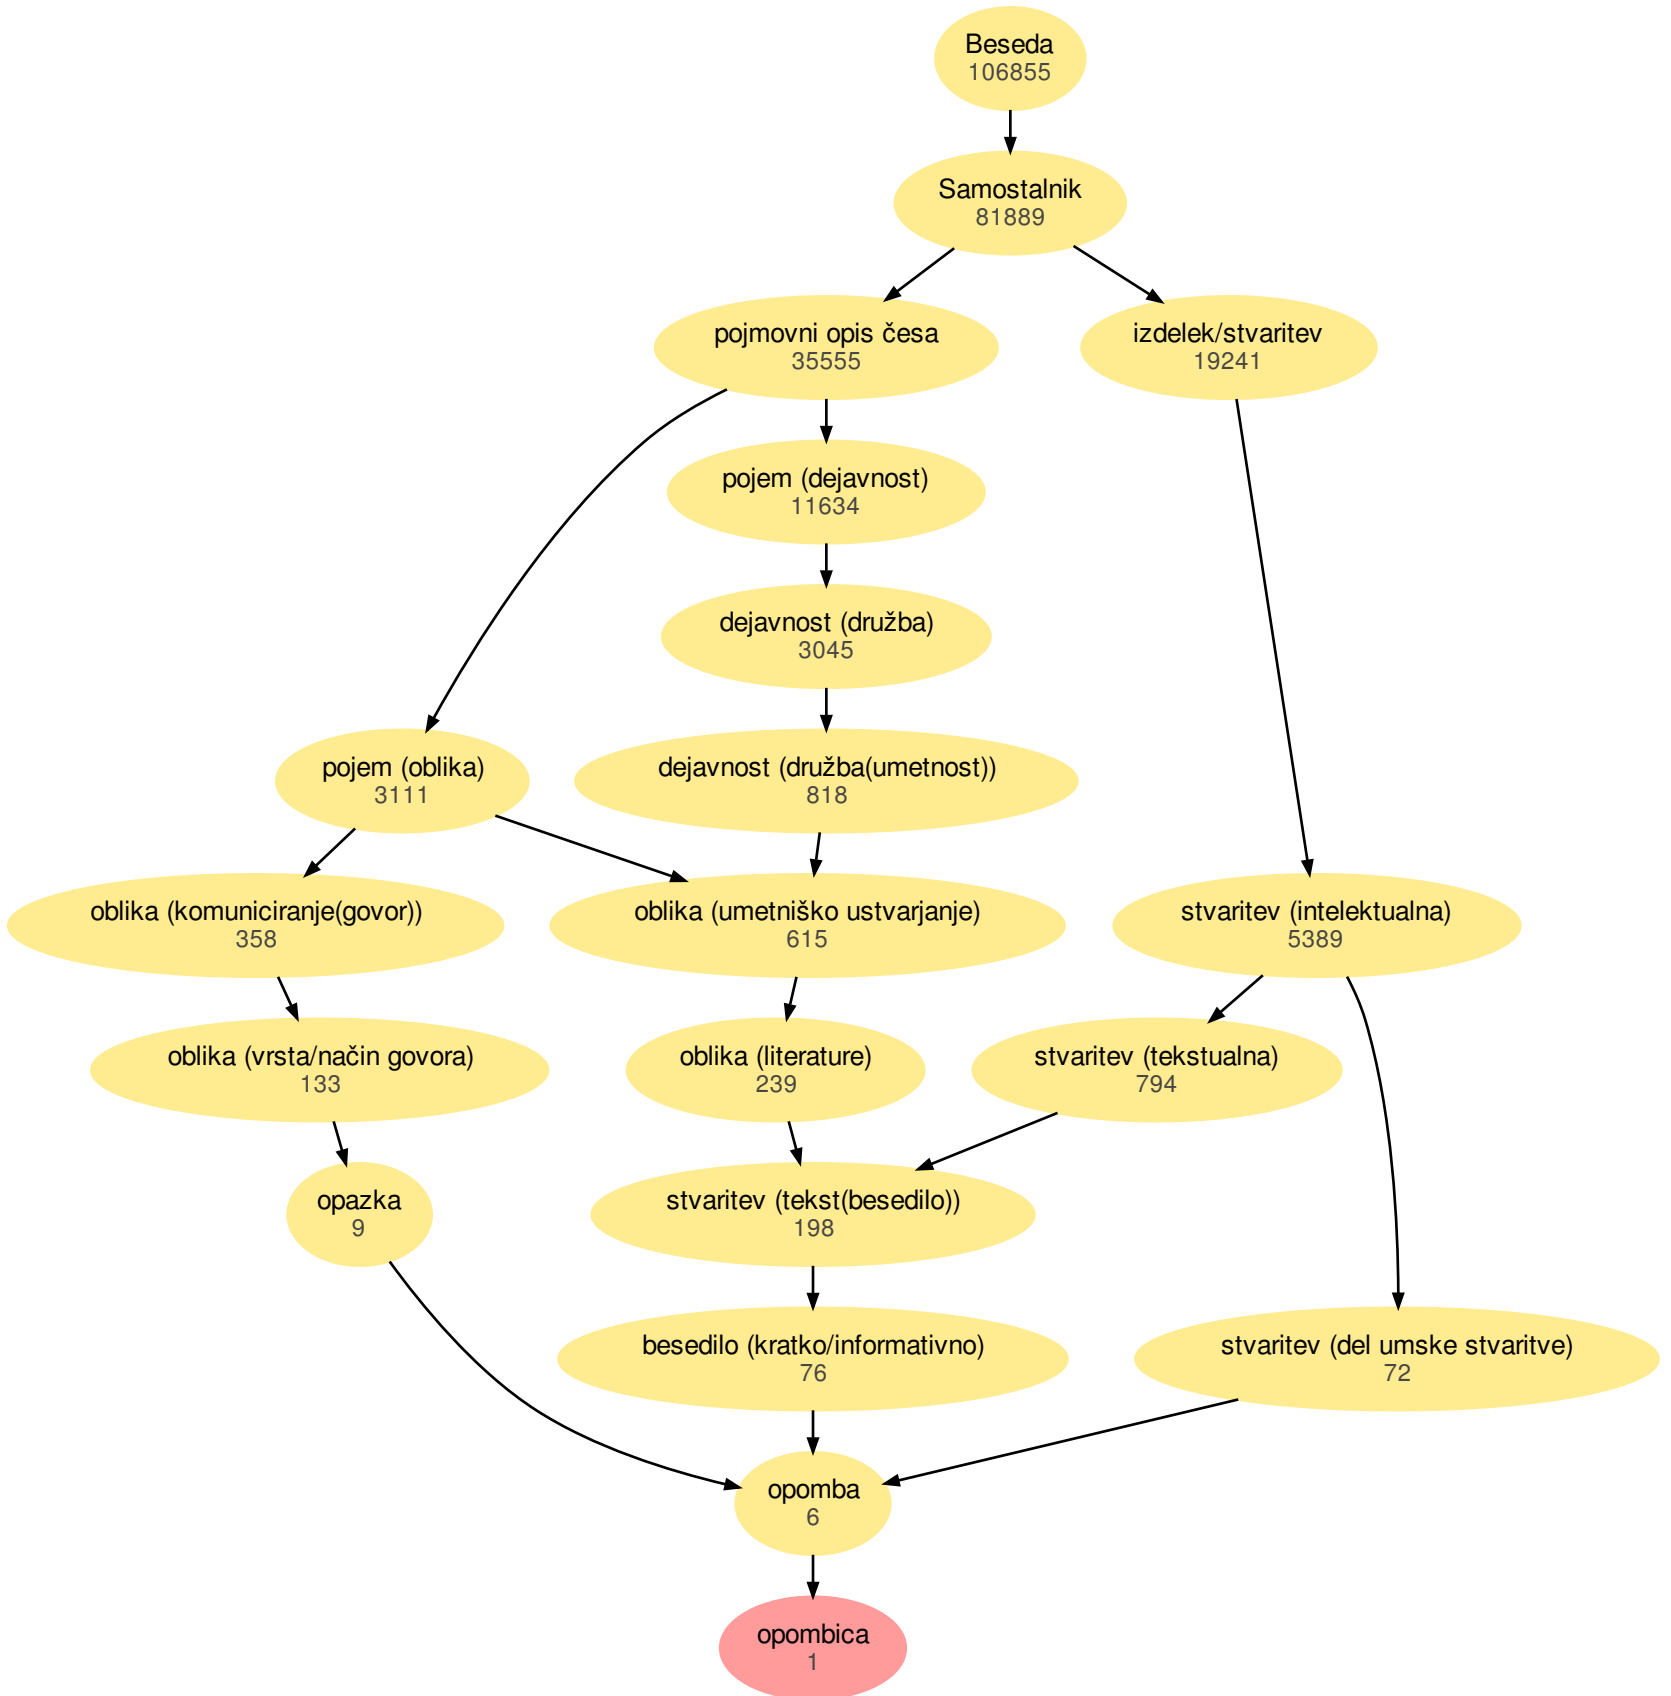 Beseda
106855
Samostalnik
81889
pojmovni opis česa
35555
izdelek/stvaritev
19241
pojem (dejavnost)
11634
dejavnost (družba)
3045
pojem (oblika)
3111
dejavnost (družba(umetnost))
818
oblika (komuniciranje(govor))
358
oblika (umetniško ustvarjanje)
615
stvaritev (intelektualna)
5389
oblika (vrsta/način govora)
133
oblika (literature)
239
stvaritev (tekstualna)
794
opazka
9
stvaritev (tekst(besedilo))
198
besedilo (kratko/informativno)
76
stvaritev (del umske stvaritve)
72
opomba
6
opombica
1